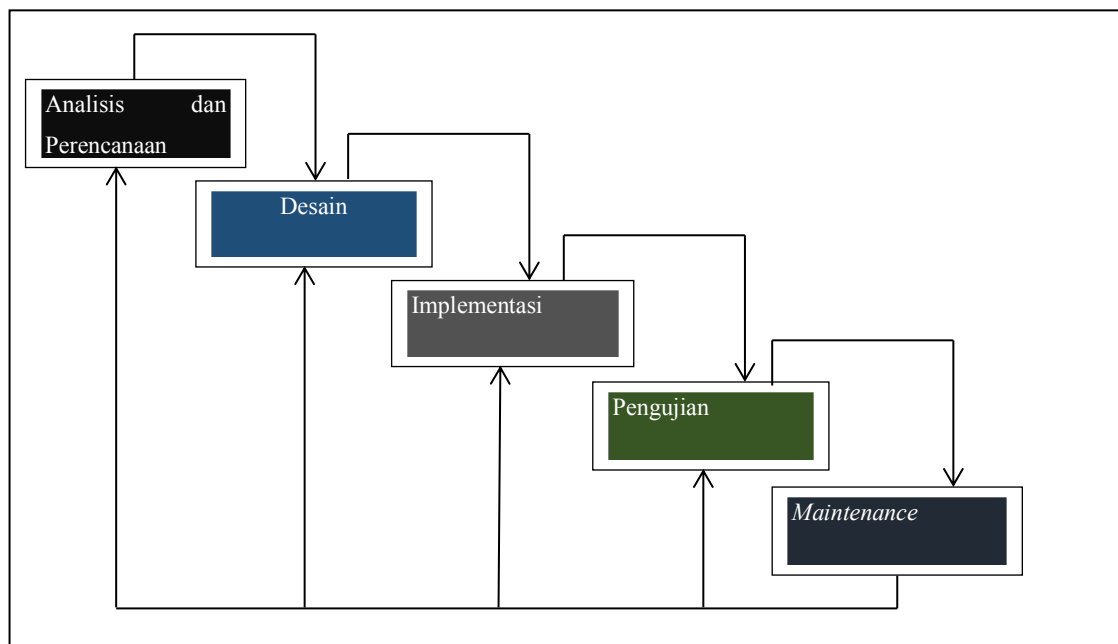 Analisis dan
Perencanaan
Desain
Implementasi
Pengujian
Maintenance